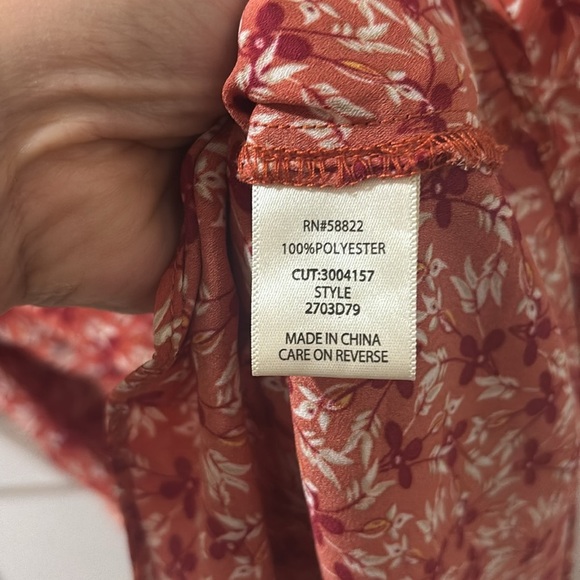 RN#58822
100%POLYESTER
CUT:3004157
STYLE
2703D79
MADE IN CHINA
CARE ON REVERSE